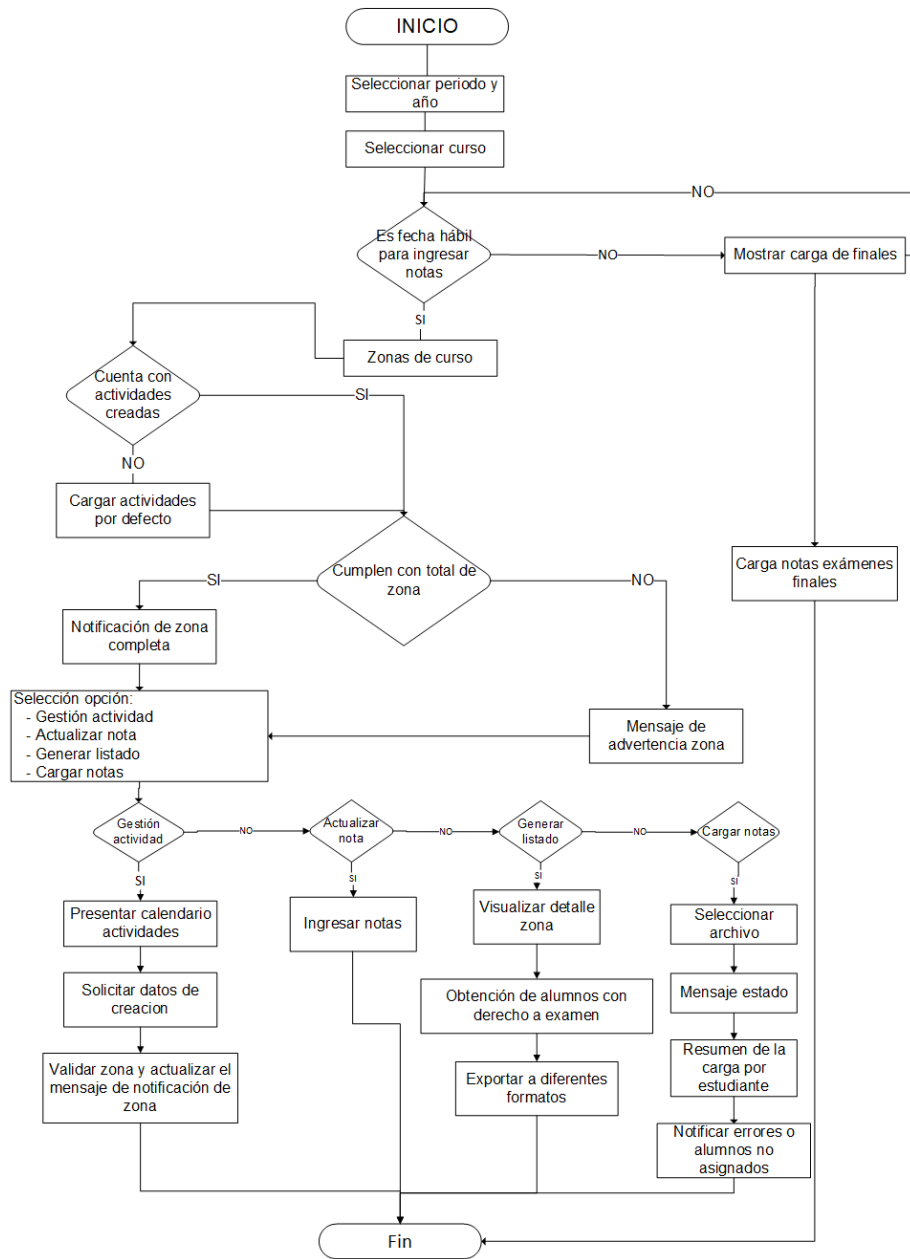 INICIO
Seleccionar periodo y
año
Seleccionar curso
NO
Es fecha hábil
para ingresar
notas
NO
Mostrar carga de finales
SI
Zonas de curso
Cuenta con
actividades
creadas
SI
NO
Cargar actividades
por defecto
Cumplen con total de
zona
SI
NO
Carga notas exámenes
finales
Notificación de zona
completa
Selección opción:
- Gestión actividad
- Actualizar nota
- Generar listado
- Cargar notas
Mensaje de
advertencia zona
Gestión
actividad
NO
Actualizar
nota
NO
Generar
listado
NO
Cargar notas
SI
SI
SI
SI
Presentar calendario
actividades
Ingresar notas
Visualizar detalle
zona
Seleccionar
archivo
Solicitar datos de
creacion
Obtención de alumnos con
derecho a examen
Mensaje estado
Validar zona y actualizar el
mensaje de notificación de
zona
Exportar a diferentes
formatos
Resumen de la
carga por
estudiante
Notificar errores o
alumnos no
asignados
Fin